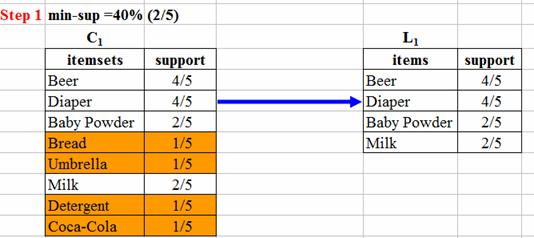 Step 1 min-sup =40% (2/5)
C1 L1
itemsets support items support
Beer 4/5 Beer 4/5
Diaper 4/5 Diaper 4/5
Baby Powder 2/5 Baby Powder 2/5
Bread 1/5 Milk 2/5
Umbrella 1/5
Milk 2/5
Detergent 1/5
Coca-Cola 1/5